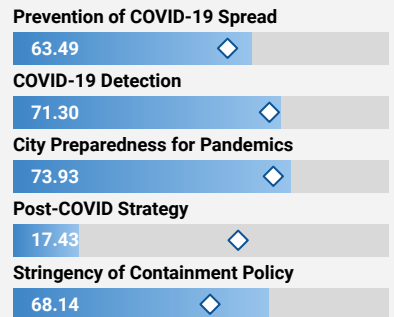 Prevention of COVID-19 Spread
63.49
COVID-19 Detection
71.30
City Preparedness for Pandemics
73.93
Post-COVID Strategy
17.43
Stringency of Containment Policy
68.14